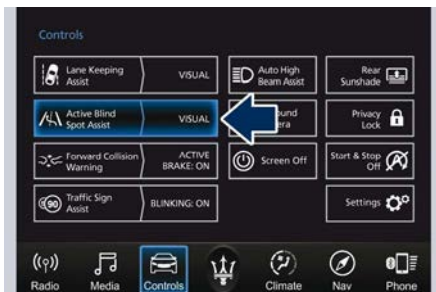 Controls
Lane Keeping
Assist
VISUAL
Auto High
Beam Assist
Rear
Sunshade
Active Blind
Spot Assist
VISUAL
Privacy
Lock
Forward Collision
Warning
ACTIVE
BRAKE: ON
Screen Off
Start & Stop
Off
90
Traffic Sign
Assist
BLINKING: ON
Settings
Radio
Media
Controls
Climate
Nav
Phone